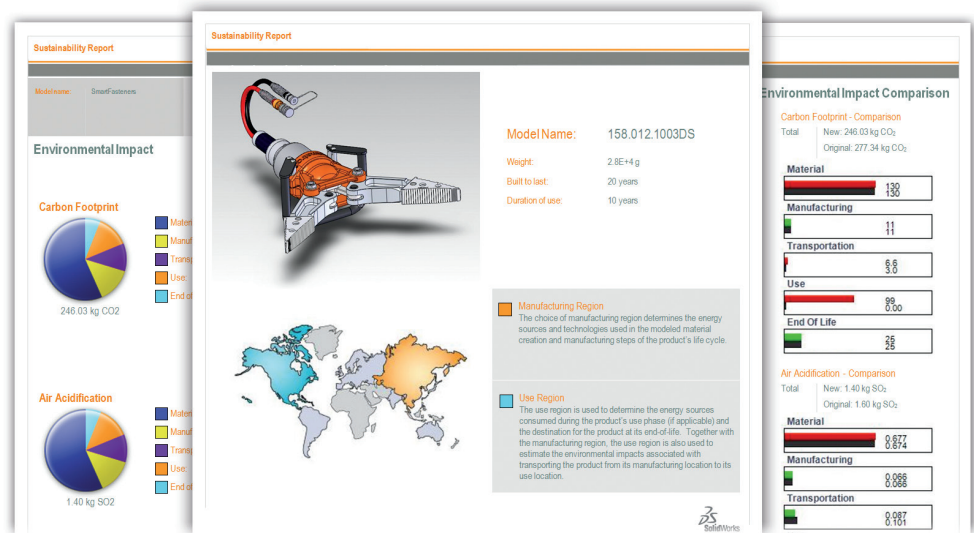 Sustainability Report
Model name: SmartFasteners
Environmental Impact
Carbon Footprint
Use:
246.03 kg CO2
Air Acidification
Use:
1.40 kg SO2
Sustainability Report
Model Name: 158.012.1003DS
Weight: 2.8E+4 g
Built to last: 20 years
Duration of use: 10 years
Manufacturing Region
The choice of manufacturing region determines the energy
sources and technologies used in the modeled material
creation and manufacturing steps of the product's life cycle.
Use Region
The use region is used to determine the energy sources
consumed during the product's use phase (if applicable) and
the destination for the product at its end-of-life. Together with
the manufacturing region, the use region is also used to
estimate the environmental impacts associated with
transporting the product from its manufacturing location to its
use location.
SolidWorks
Environmental Impact Comparison
Carbon Footprint - Comparison
Total New: 246.03 kg CO₂
Original: 277.34 kg CO₂
Material
130
130
Manufacturing
11
11
Transportation
6.6
3.0
Use
99
0.00
End Of Life
25
25
Air Acidification - Comparison
Total New: 1.40 kg SO₂
Original: 1.60 kg SO₂
Material
0.677
0.674
Manufacturing
0.066
0.066
Transportation
0.087
0.101